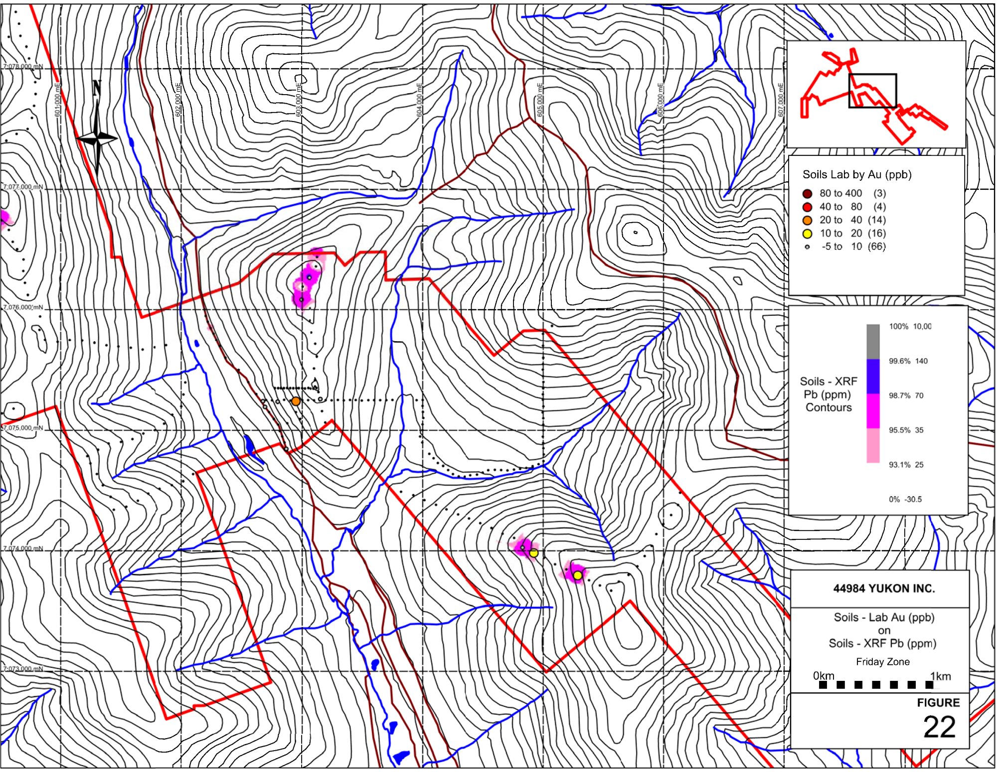 7,078,000 mN
7,077,000 mN
7,076,000 mN
7,075,000 mN
7,074,000 mN
7,073,000 mN
N
601,000 mE
602,000 mE
603,000 mE
604,000 mE
605,000 mE
606,000 mE
607,000 mE
Soils Lab by Au (ppb)
80 to 400 (3)
40 to 80 (4)
20 to 40 (14)
10 to 20 (16)
-5 to 10 (66)
Soils - XRF
Pb (ppm)
Contours
100% 10,00
99.6% 140
98.7% 70
95.5% 35
93.1% 25
0% -30.5
44984 YUKON INC.
Soils - Lab Au (ppb)
on
Soils - XRF Pb (ppm)
Friday Zone
0km 1km
FIGURE
22